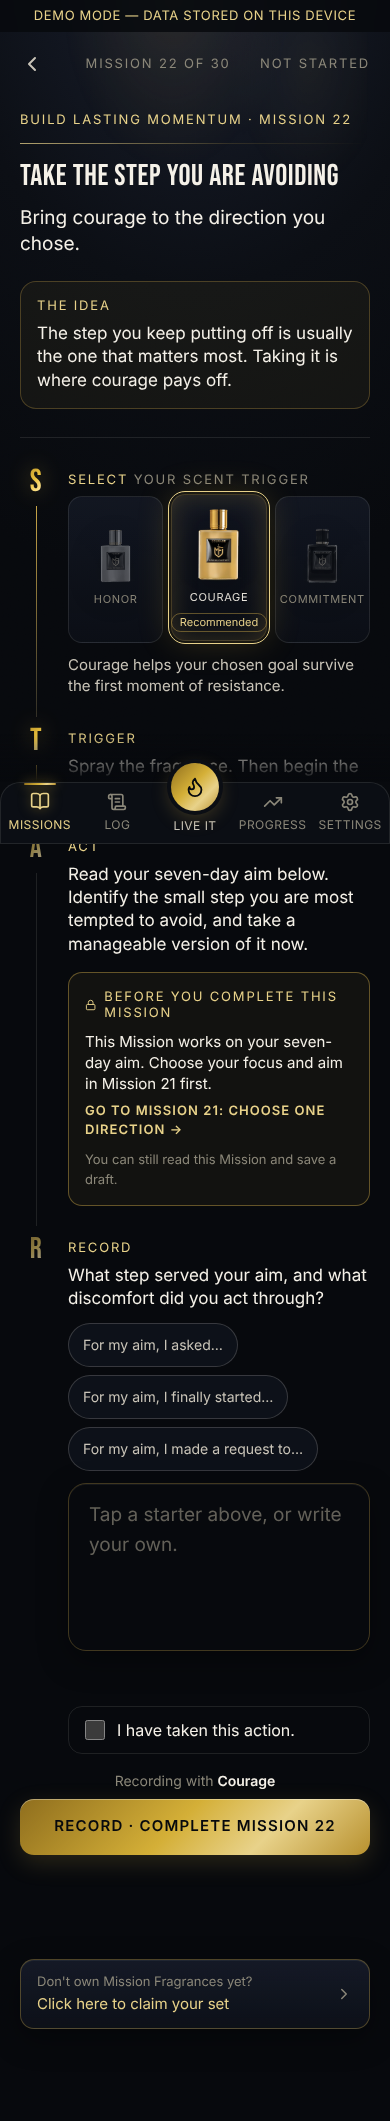 DEMO MODE — DATA STORED ON THIS DEVICE
MISSION 22 OF 30 NOT STARTED
BUILD LASTING MOMENTUM · MISSION 22
TAKE THE STEP YOU ARE AVOIDING
Bring courage to the direction you
chose.
THE IDEA
The step you keep putting off is usually
the one that matters most. Taking it is
where courage pays off.
S
SELECT YOUR SCENT TRIGGER
HONOR
COURAGE
Recommended
COMMITMENT
Courage helps your chosen goal survive
the first moment of resistance.
T
TRIGGER
Spray the fragrance. Then begin the
MISSIONS
LOG
LIVE IT
PROGRESS
SETTINGS
A
ACT
Read your seven-day aim below.
Identify the small step you are most
tempted to avoid, and take a
manageable version of it now.
BEFORE YOU COMPLETE THIS
MISSION
This Mission works on your seven-
day aim. Choose your focus and aim
in Mission 21 first.
GO TO MISSION 21: CHOOSE ONE
DIRECTION →
You can still read this Mission and save a
draft.
R
RECORD
What step served your aim, and what
discomfort did you act through?
For my aim, I asked...
For my aim, I finally started...
For my aim, I made a request to...
Tap a starter above, or write
your own.
I have taken this action.
Recording with Courage
RECORD · COMPLETE MISSION 22
Don't own Mission Fragrances yet?
Click here to claim your set